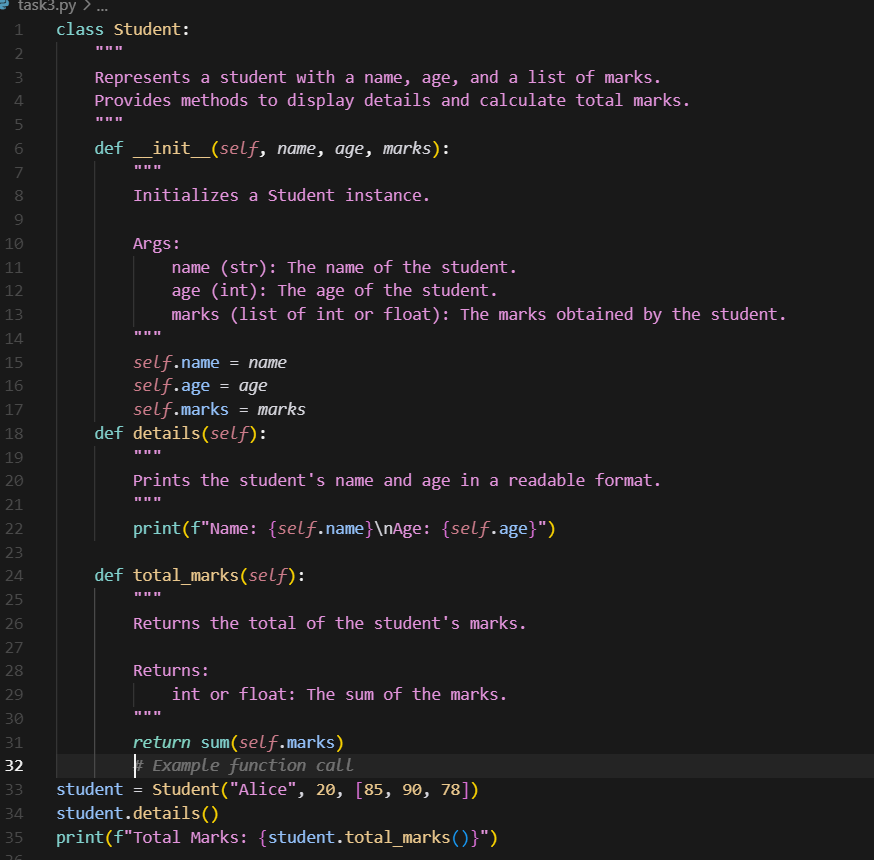 task3.py > ...
1 class Student:
2     """
3     Represents a student with a name, age, and a list of marks.
4     Provides methods to display details and calculate total marks.
5     """
6     def __init__(self, name, age, marks):
7         """
8         Initializes a Student instance.
9
10         Args:
11             name (str): The name of the student.
12             age (int): The age of the student.
13             marks (list of int or float): The marks obtained by the student.
14         """
15         self.name = name
16         self.age = age
17         self.marks = marks
18     def details(self):
19         """
20         Prints the student's name and age in a readable format.
21         """
22         print(f"Name: {self.name}\nAge: {self.age}")
23
24     def total_marks(self):
25         """
26         Returns the total of the student's marks.
27
28         Returns:
29             int or float: The sum of the marks.
30         """
31         return sum(self.marks)
32         # Example function call
33 student = Student("Alice", 20, [85, 90, 78])
34 student.details()
35 print(f"Total Marks: {student.total_marks()}")